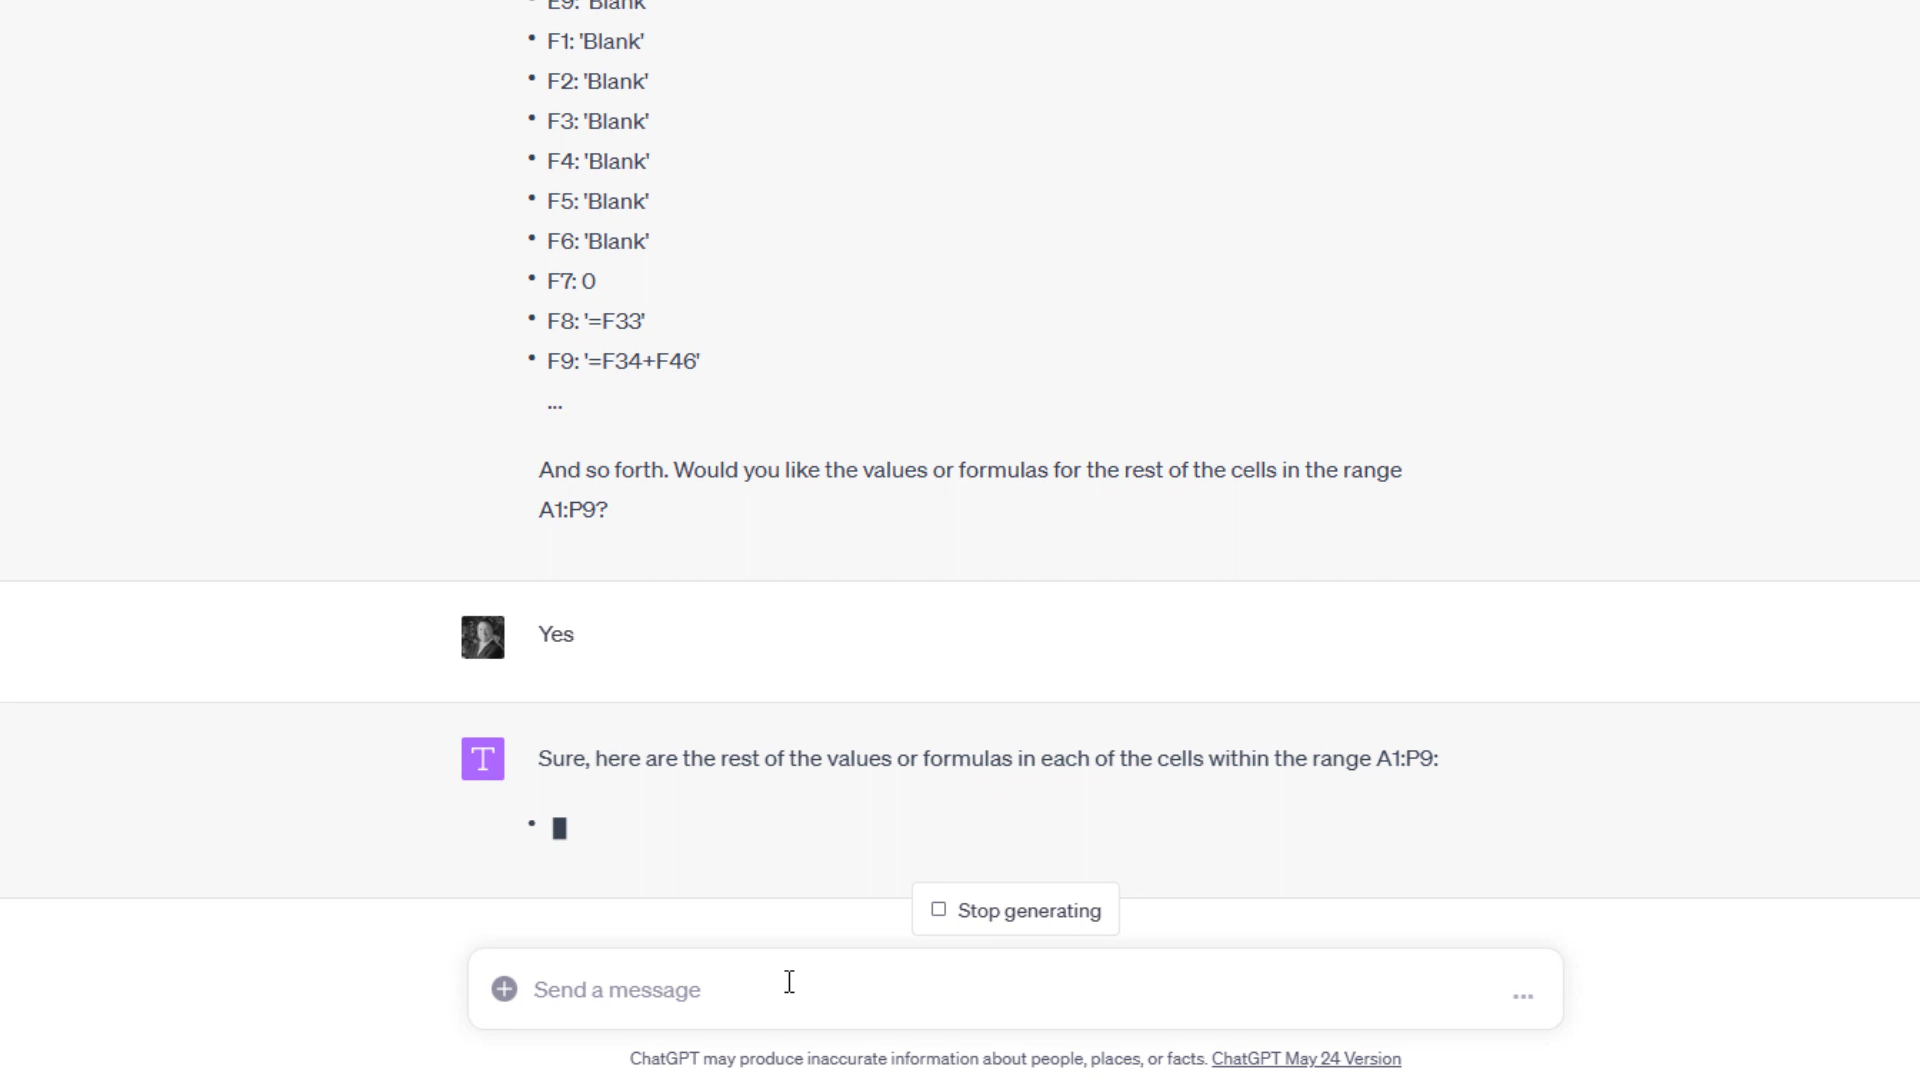 • E9: 'Blank'
• F1: 'Blank'
• F2: 'Blank'
• F3: 'Blank'
• F4: 'Blank'
• F5: 'Blank'
• F6: 'Blank'
• F7: 0
• F8: '=F33'
• F9: '=F34+F46'
...
And so forth. Would you like the values or formulas for the rest of the cells in the range
A1:P9?
Yes
T
Sure, here are the rest of the values or formulas in each of the cells within the range A1:P9:
•
Stop generating
Send a message
...
ChatGPT may produce inaccurate information about people, places, or facts. ChatGPT May 24 Version